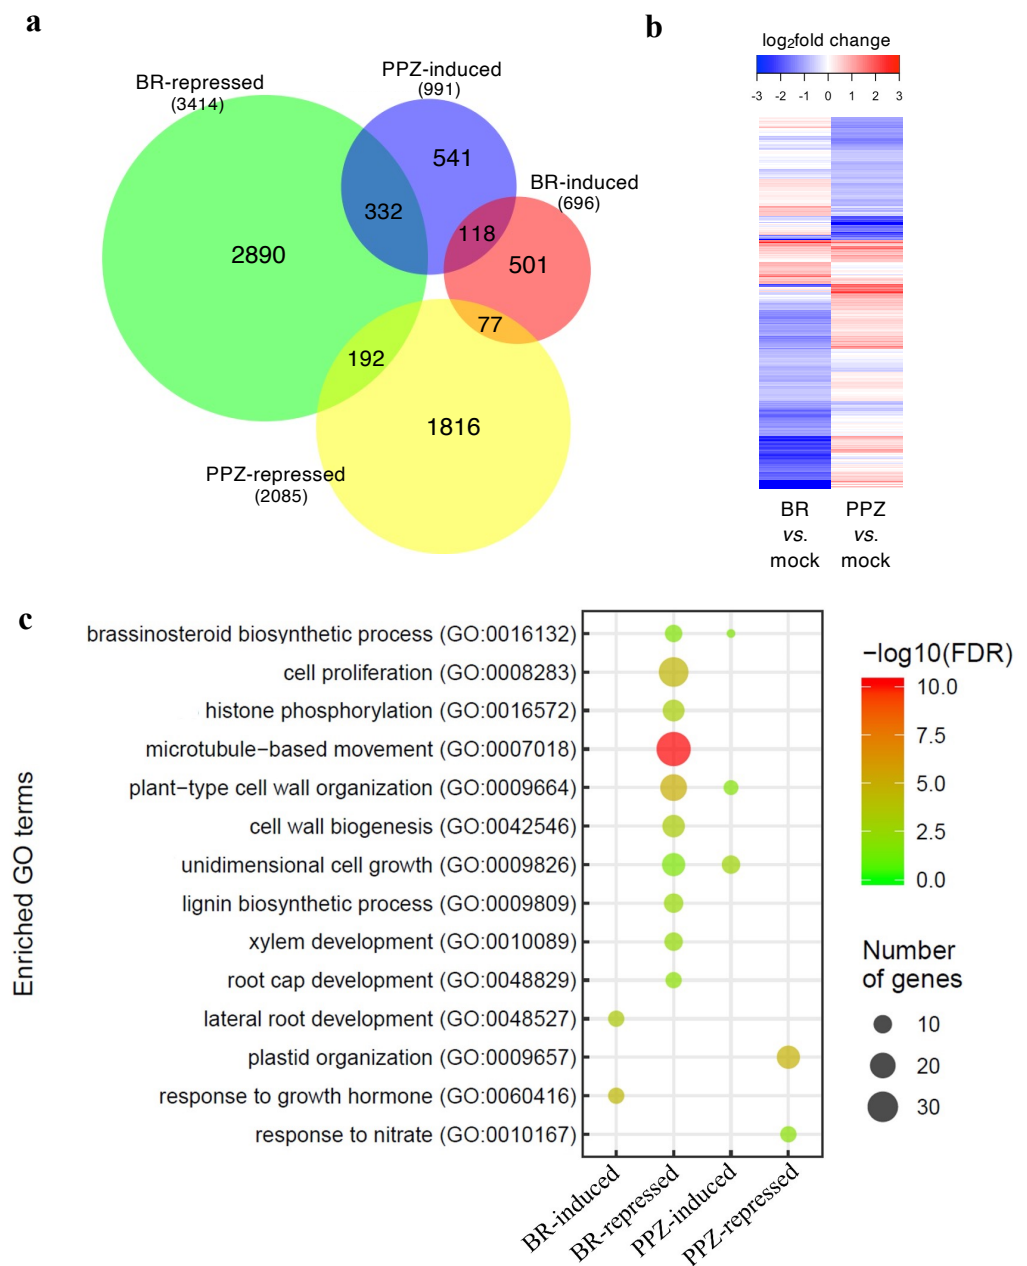 a
BR-repressed
(3414)
PPZ-induced
(991)
BR-induced
(696)
541
332
118
2890
501
77
192
1816
PPZ-repressed
(2085)
b
log2fold change
-3 -2 -1 0 1 2 3
BR
vs.
mock
PPZ
vs.
mock
c
Enriched GO terms
brassinosteroid biosynthetic process (GO:0016132)
cell proliferation (GO:0008283)
histone phosphorylation (GO:0016572)
microtubule−based movement (GO:0007018)
plant−type cell wall organization (GO:0009664)
cell wall biogenesis (GO:0042546)
unidimensional cell growth (GO:0009826)
lignin biosynthetic process (GO:0009809)
xylem development (GO:0010089)
root cap development (GO:0048829)
lateral root development (GO:0048527)
plastid organization (GO:0009657)
response to growth hormone (GO:0060416)
response to nitrate (GO:0010167)
BR-induced
BR-repressed
PPZ-induced
PPZ-repressed
−log10(FDR)
10.0
7.5
5.0
2.5
0.0
Number
of genes
10
20
30